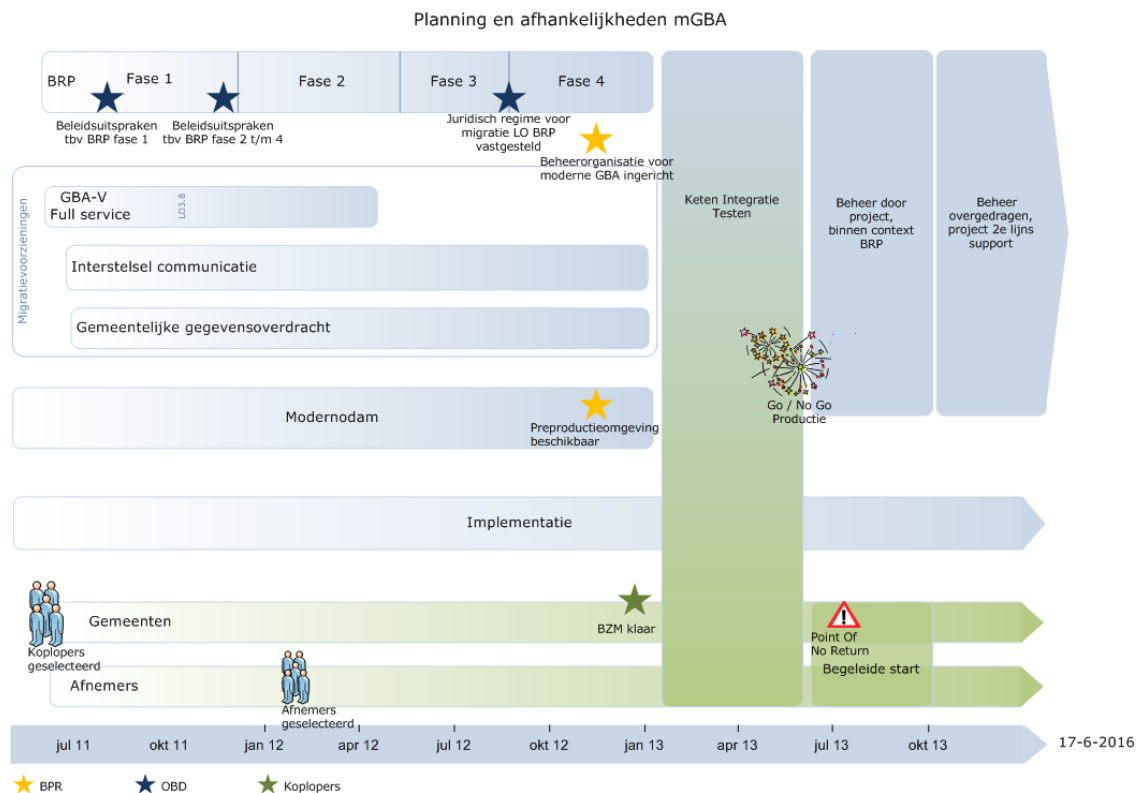 Planning en afhankelijkheden mGBA
BRP
Fase 1
Fase 2
Fase 3
Fase 4
Beleidsuitspraken
tbv BRP fase 1
Beleidsuitspraken
tbv BRP fase 2 t/m 4
Juridisch regime voor
migratie LO BRP
vastgesteld
Beheerorganisatie voor
moderne GBA ingericht
Migratievoorzieningen
GBA-V
Full service
LO3.8
Interstelsel communicatie
Gemeentelijke gegevensoverdracht
Keten Integratie
Testen
Beheer door
project,
binnen context
BRP
Beheer
overgedragen,
project 2e lijns
support
Go / No Go
Productie
Modernodam
Preproductieomgeving
beschikbaar
Implementatie
Gemeenten
Koplopers
geselecteerd
BZM klaar
Point Of
No Return
Begeleide start
Afnemers
Afnemers
geselecteerd
jul 11
okt 11
jan 12
apr 12
jul 12
okt 12
jan 13
apr 13
jul 13
okt 13
17-6-2016
BPR
OBD
Koplopers